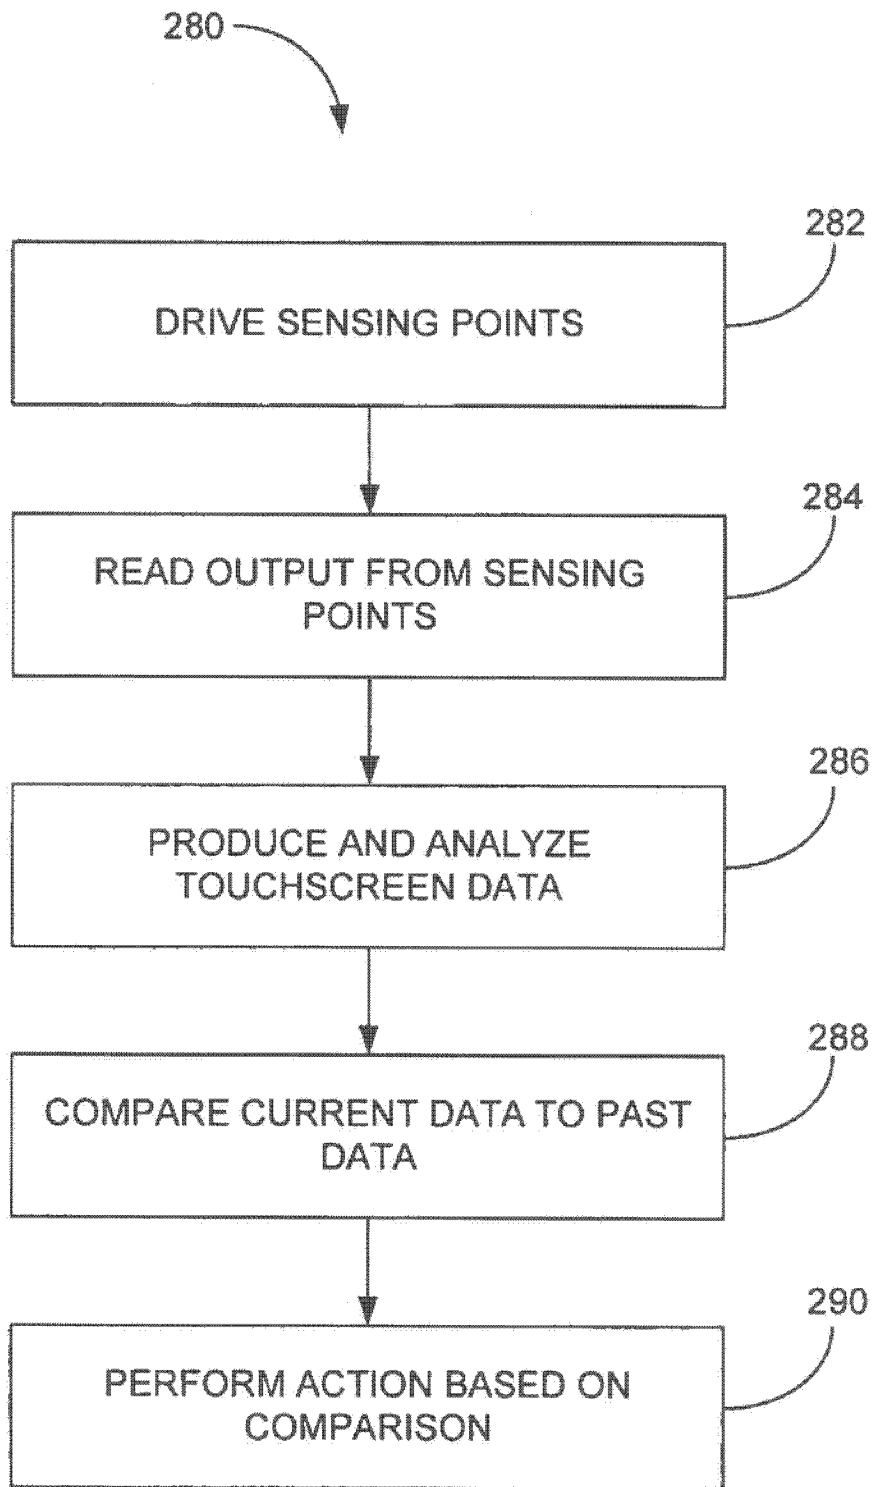 280
282
DRIVE SENSING POINTS
284
READ OUTPUT FROM SENSING
POINTS
286
PRODUCE AND ANALYZE
TOUCHSCREEN DATA
288
COMPARE CURRENT DATA TO PAST
DATA
290
PERFORM ACTION BASED ON
COMPARISON